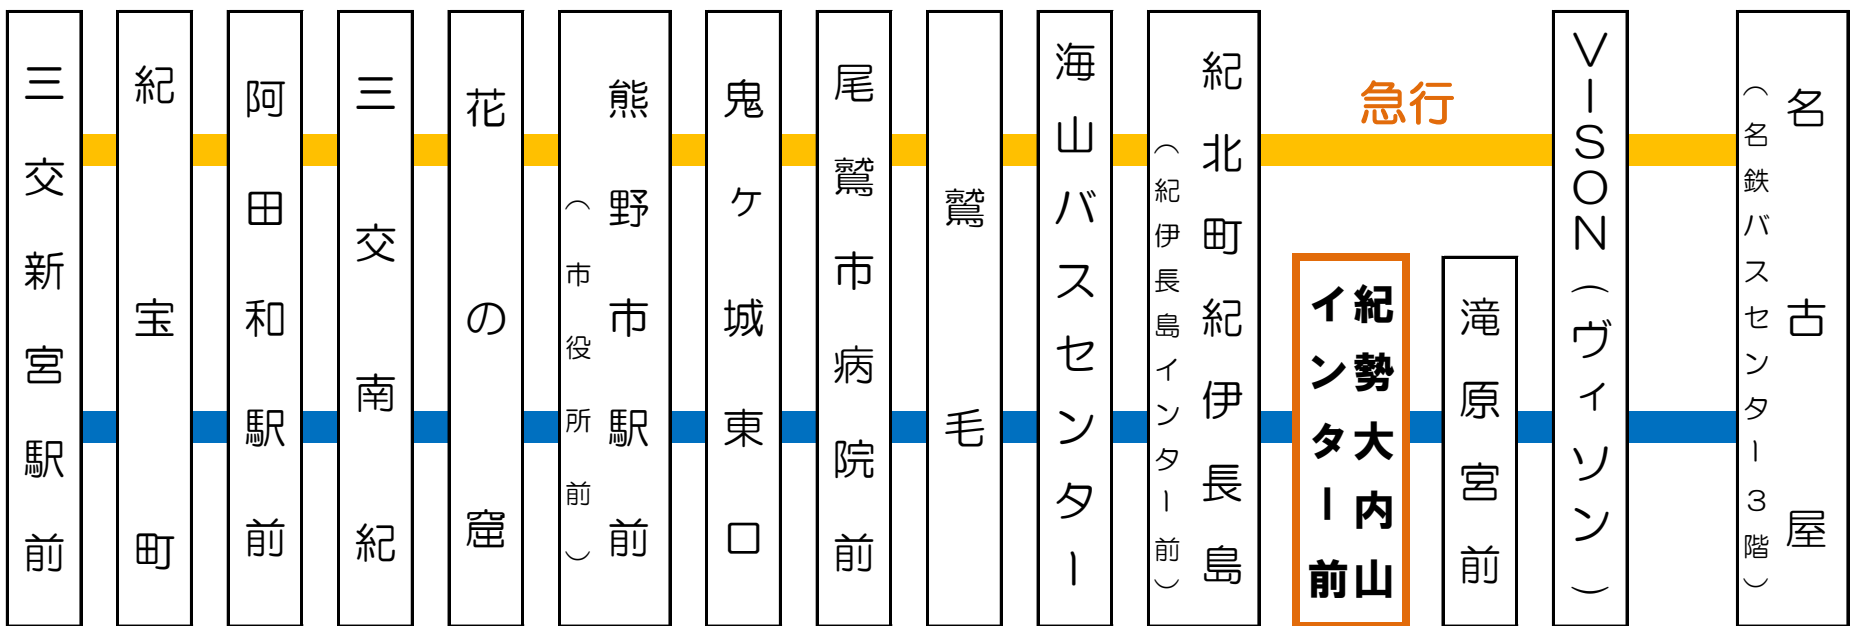 三交新宮駅前
紀宝町
阿田和駅前
三交南紀
花の窟
熊野市駅前
（市役所前）
鬼ケ城東口
尾鷲市病院前
鷲毛
海山バスセンター
紀北町紀伊長島
（紀伊長島インター前）
急行
紀勢大内山
インター前
滝原宮前
VISON（ヴィソン）
名古屋
（名鉄バスセンター3階）